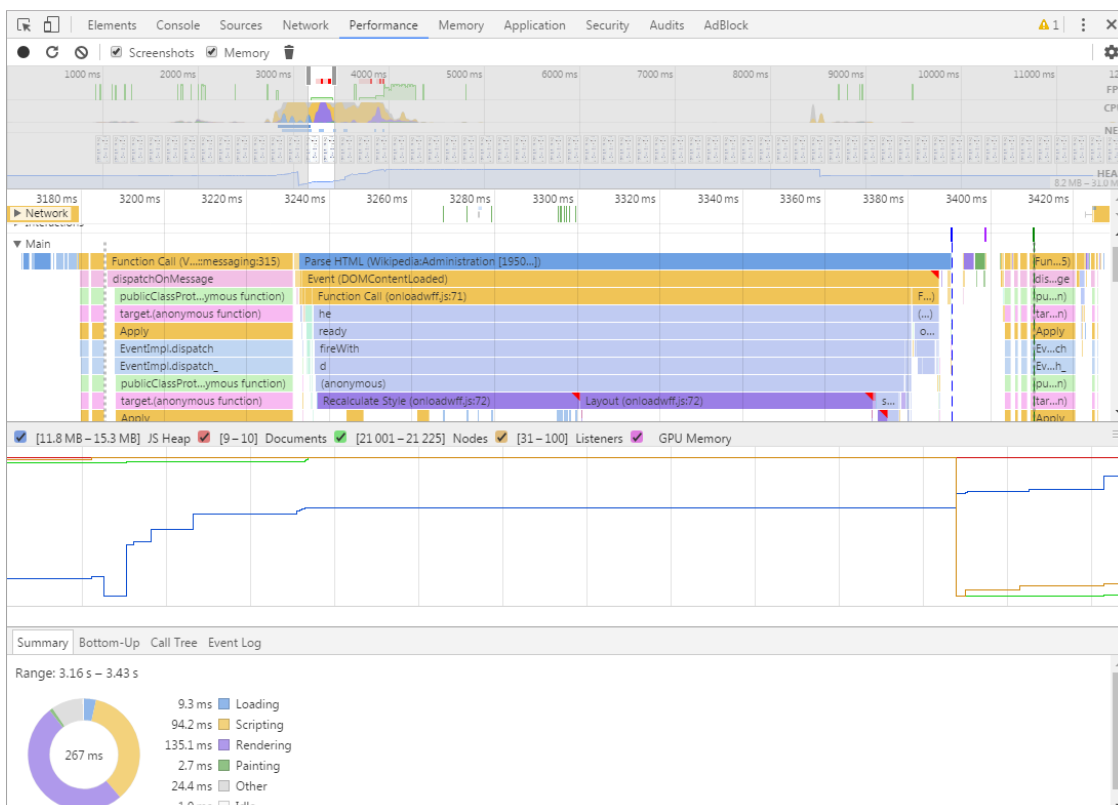 Elements Console Sources Network Performance Memory Application Security Audits AdBlock 1
Screenshots Memory
1000 ms 2000 ms 3000 ms 4000 ms 5000 ms 6000 ms 7000 ms 8000 ms 9000 ms 10000 ms 11000 ms 12
FP
CP
NE
HEA
8.2 MB – 31.0 M
3180 ms 3200 ms 3220 ms 3240 ms 3260 ms 3280 ms 3300 ms 3320 ms 3340 ms 3360 ms 3380 ms 3400 ms 3420 ms
Network
Interactions
Main
Function Call (V...::messaging:315) Parse HTML (Wikipedia:Administration [1950...]) Fun...5)
dispatchOnMessage Event (DOMContentLoaded) dis...ge
publicClassProt...ymous function) Function Call (onloadwff.js:71) F...) (pu...n)
target.(anonymous function) he (...) tar...n)
Apply ready o... Apply
EventImpl.dispatch fireWith Ev...ch
EventImpl.dispatch_ d Ev...h_
publicClassProt...ymous function) (anonymous) (pu...n)
target.(anonymous function) Recalculate Style (onloadwff.js:72) Layout (onloadwff.js:72) s... tar...n)
Apply Apply
[11.8 MB – 15.3 MB] JS Heap [9 – 10] Documents [21 001 – 21 225] Nodes [31 – 100] Listeners GPU Memory
Summary Bottom-Up Call Tree Event Log
Range: 3.16 s – 3.43 s
9.3 ms Loading
94.2 ms Scripting
135.1 ms Rendering
267 ms
2.7 ms Painting
24.4 ms Other
1.9 ms Idle